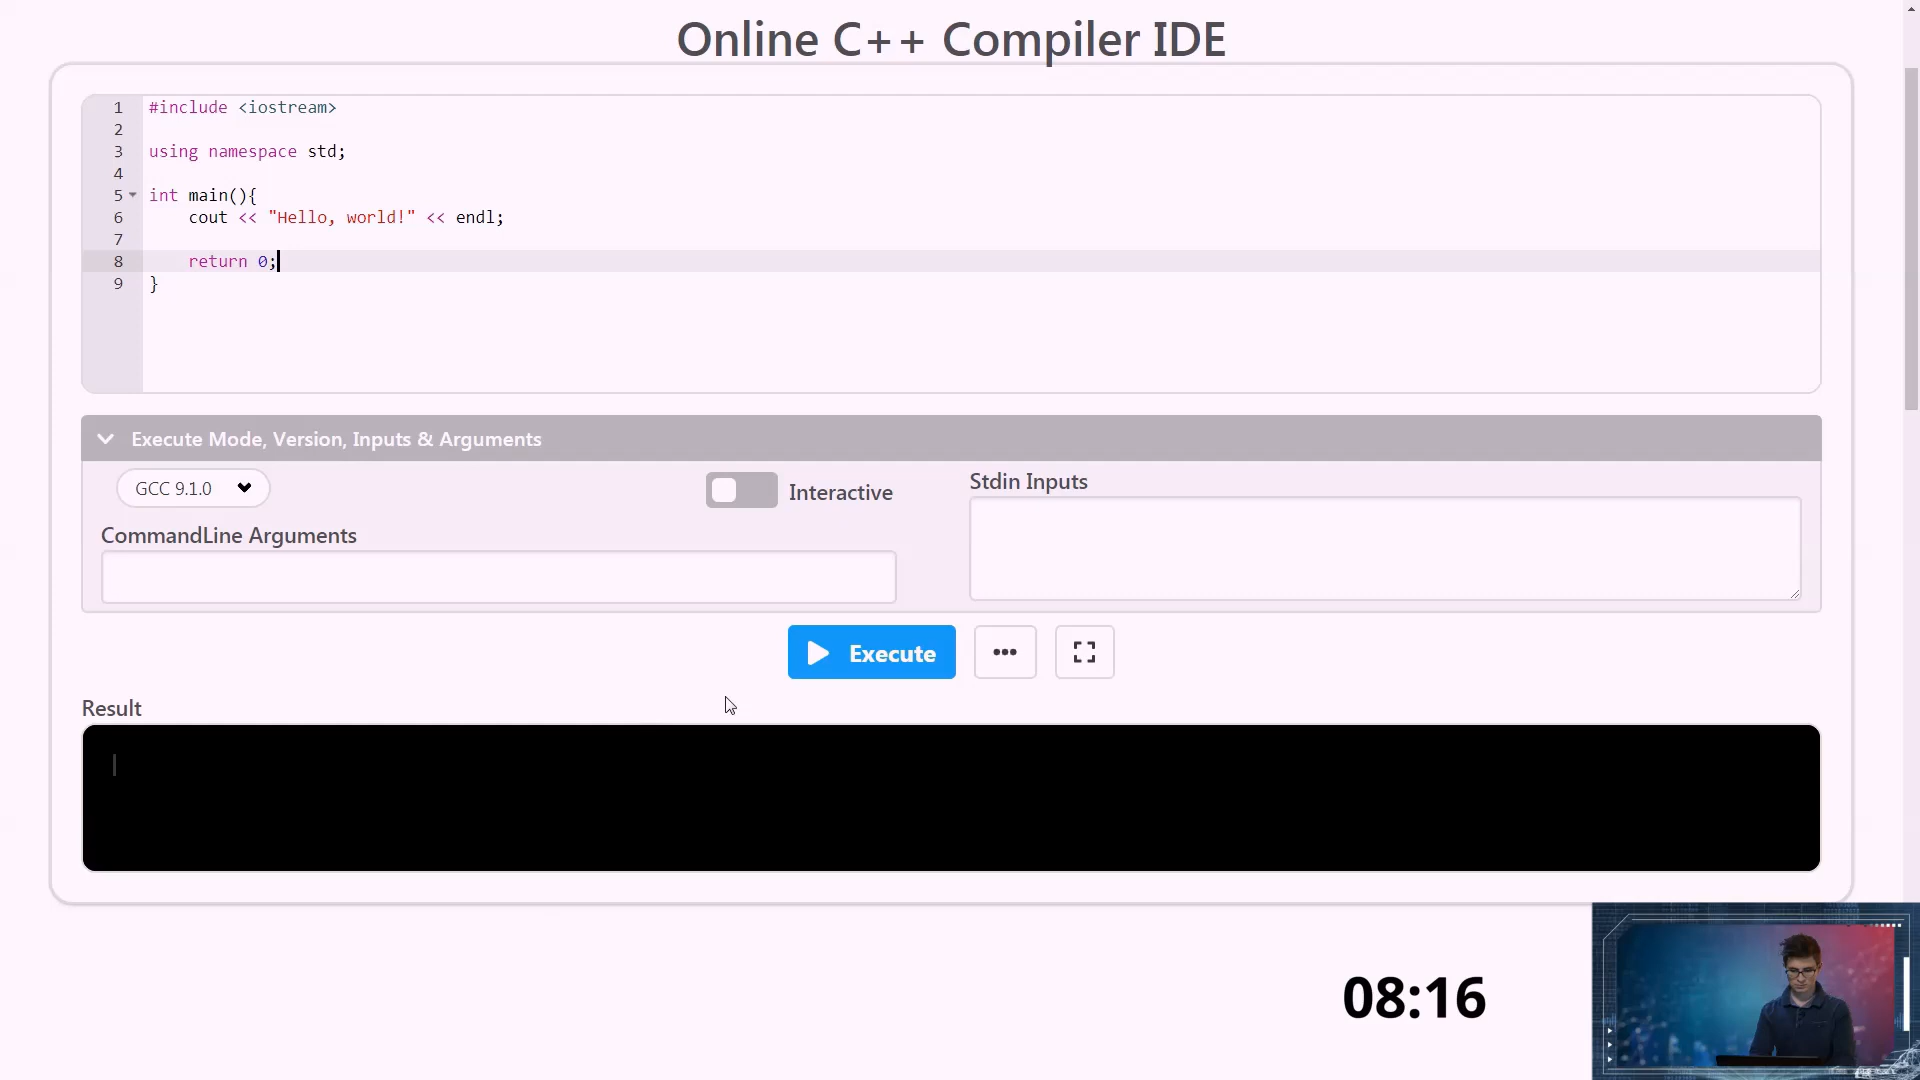 Online C++ Compiler IDE
1 #include <iostream>
2
3 using namespace std;
4
5 int main(){
6 cout << "Hello, world!" << endl;
7
8 return 0;
9 }
Execute Mode, Version, Inputs & Arguments
GCC 9.1.0
Interactive
Stdin Inputs
CommandLine Arguments
Execute
Result
08:16